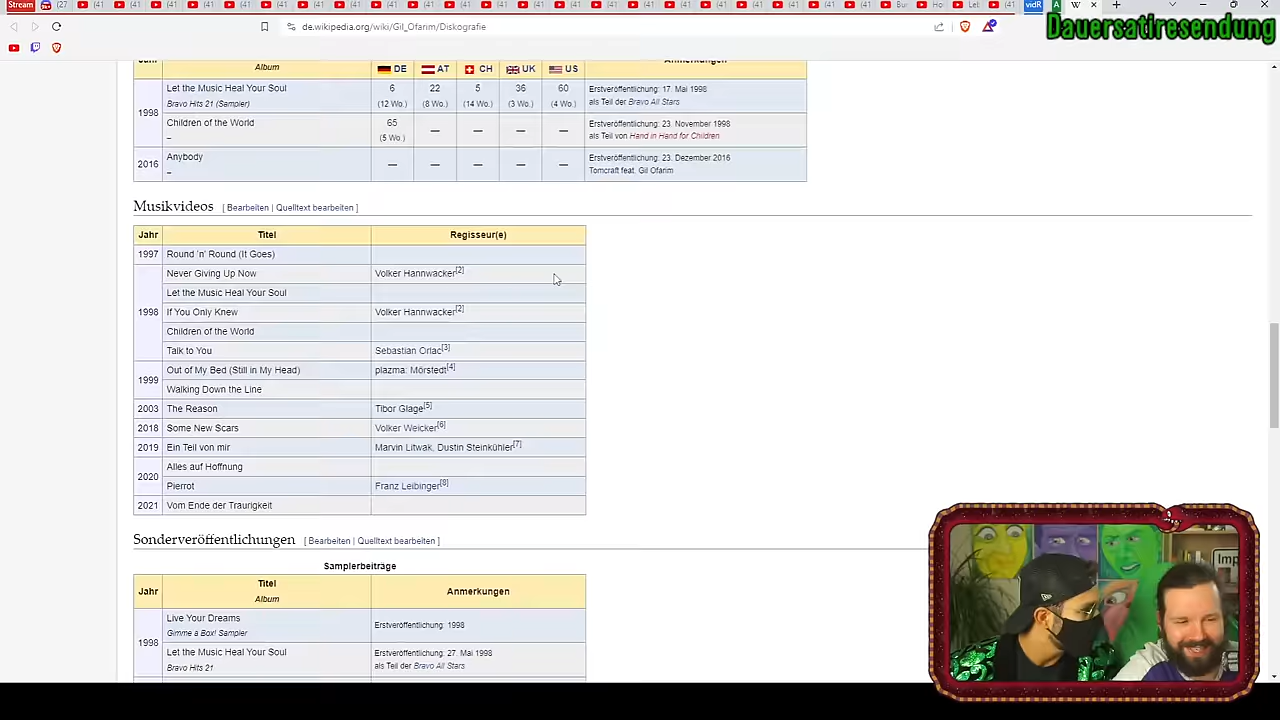 Stream
de.wikipedia.org/wiki/Gil_Ofarim/Diskografie
Dauersatiresendung
Jahr Album DE AT CH UK US Anmerkungen
1998
Let the Music Heal Your Soul 6 22 5 36 60 Erstveröffentlichung: 17. Mai 1998
Bravo Hits 21 (Sampler) (12 Wo.) (8 Wo.) (14 Wo.) (3 Wo.) (4 Wo.) als Teil der Bravo All Stars
Children of the World 65 — — — — Erstveröffentlichung: 23. November 1998
– (5 Wo.) als Teil von Hand in Hand for Children
2016
Anybody — — — — — Erstveröffentlichung: 23. Dezember 2016
– Tomcraft feat. Gil Ofarim
Musikvideos [ Bearbeiten | Quelltext bearbeiten ]
Jahr Titel Regisseur(e)
1997 Round 'n' Round (It Goes)
1998
Never Giving Up Now Volker Hannwacker[2]
Let the Music Heal Your Soul
If You Only Knew Volker Hannwacker[2]
Children of the World
Talk to You Sebastian Orlac[3]
1999
Out of My Bed (Still in My Head) plazma: Mörstedt[4]
Walking Down the Line
2003 The Reason Tibor Glage[5]
2018 Some New Scars Volker Weicker[6]
2019 Ein Teil von mir Marvin Litwak, Dustin Steinkühler[7]
2020
Alles auf Hoffnung
Pierrot Franz Leibinger[8]
2021 Vom Ende der Traurigkeit
Sonderveröffentlichungen [ Bearbeiten | Quelltext bearbeiten ]
Samplerbeiträge
Jahr Titel Anmerkungen
Album
1998
Live Your Dreams Erstveröffentlichung: 1998
Gimme a Box! Sampler
Let the Music Heal Your Soul Erstveröffentlichung: 27. Mai 1998
Bravo Hits 21 als Teil der Bravo All Stars